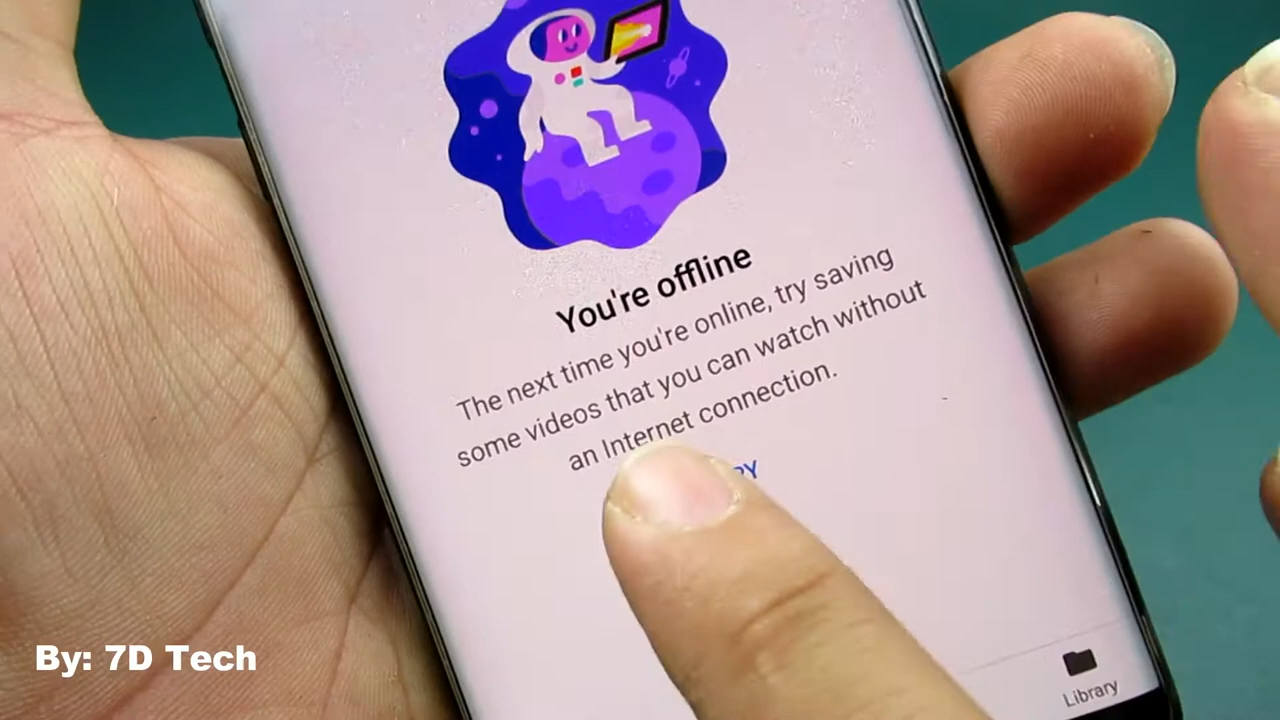 You're offline
The next time you're online, try saving
some videos that you can watch without
an Internet connection.
Library
By: 7D Tech